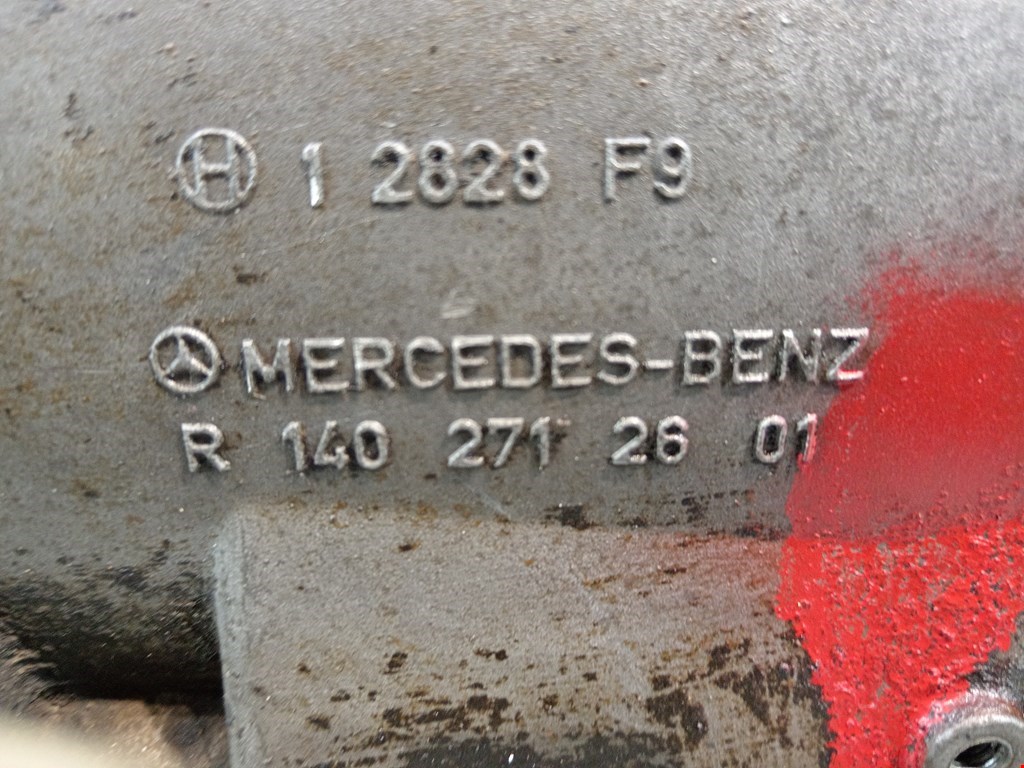 H 1 2828 F9
MERCEDES-BENZ
R 140 271 26 01